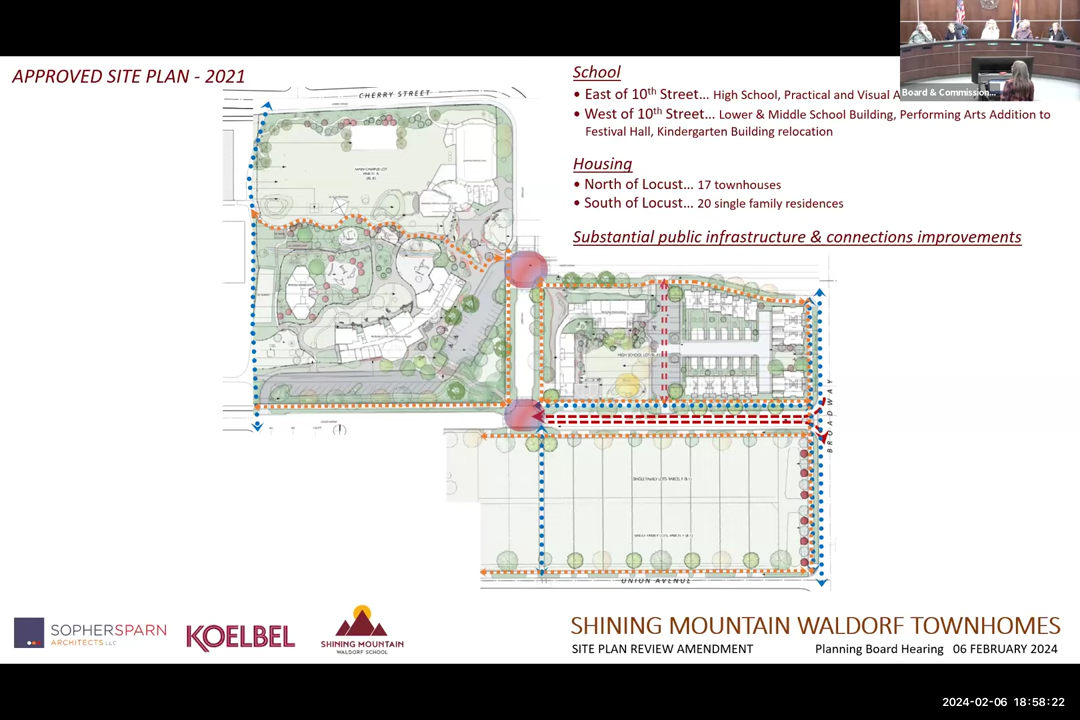 APPROVED SITE PLAN - 2021
CHERRY STREET
School
• East of 10th Street... High School, Practical and Visual A
Board & Commission...
• West of 10th Street... Lower & Middle School Building, Performing Arts Addition to
Festival Hall, Kindergarten Building relocation
Housing
• North of Locust... 17 townhouses
• South of Locust... 20 single family residences
Substantial public infrastructure & connections improvements
BROADWAY
UNION AVENUE
SOPHERSPARN
ARCHITECTS LLC
KOELBEL
SHINING MOUNTAIN
WALDORF SCHOOL
SHINING MOUNTAIN WALDORF TOWNHOMES
SITE PLAN REVIEW AMENDMENT
Planning Board Hearing 06 FEBRUARY 2024
2024-02-06 18:58:22